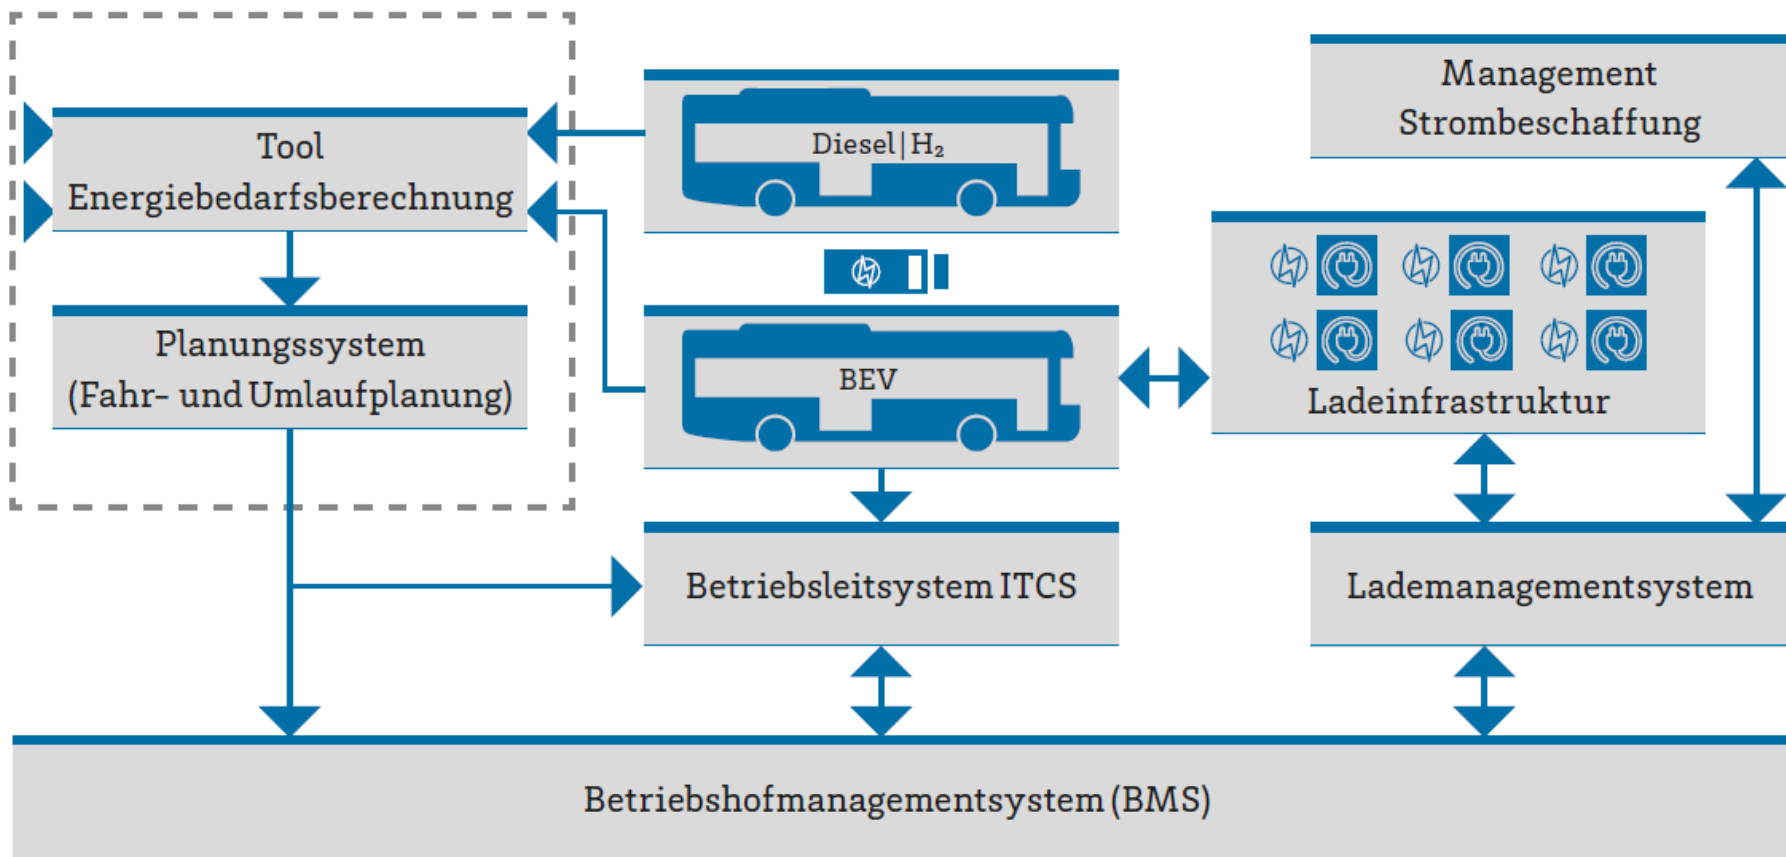 Tool
Energiebedarfsberechnung
Planungssystem
(Fahr- und Umlaufplanung)
Diesel|H₂
BEV
Betriebsleitsystem ITCS
Management
Strombeschaffung
Ladeinfrastruktur
Lademanagementsystem
Betriebshofmanagementsystem (BMS)